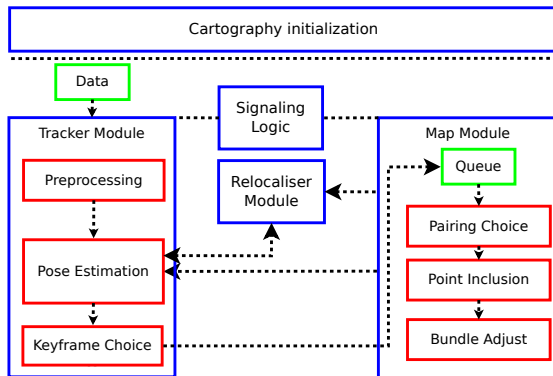 Cartography initialization
Data
Signaling
Logic
Tracker Module
Map Module
Preprocessing
Relocaliser
Module
Queue
Pairing Choice
Pose Estimation
Point Inclusion
Keyframe Choice
Bundle Adjust